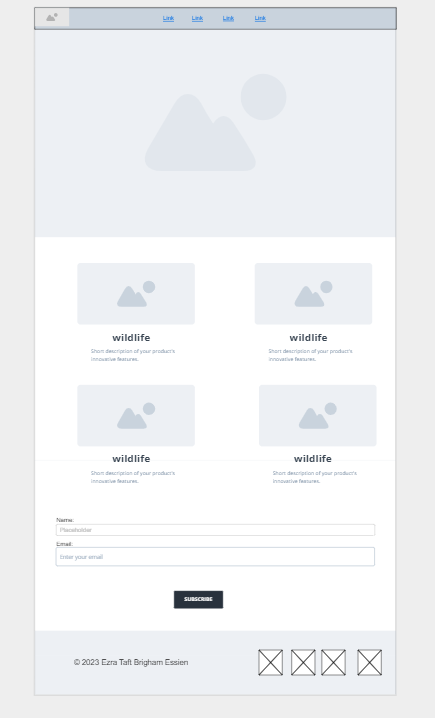 Link Link Link Link
wildlife wildlife
Short description of your product's Short description of your product's
innovative features. innovative features.
wildlife wildlife
Short description of your product's Short description of your product's
innovative features. innovative features.
Name:
Placeholder
Email:
Enter your email
SUBSCRIBE
© 2023 Ezra Taft Brigham Essien